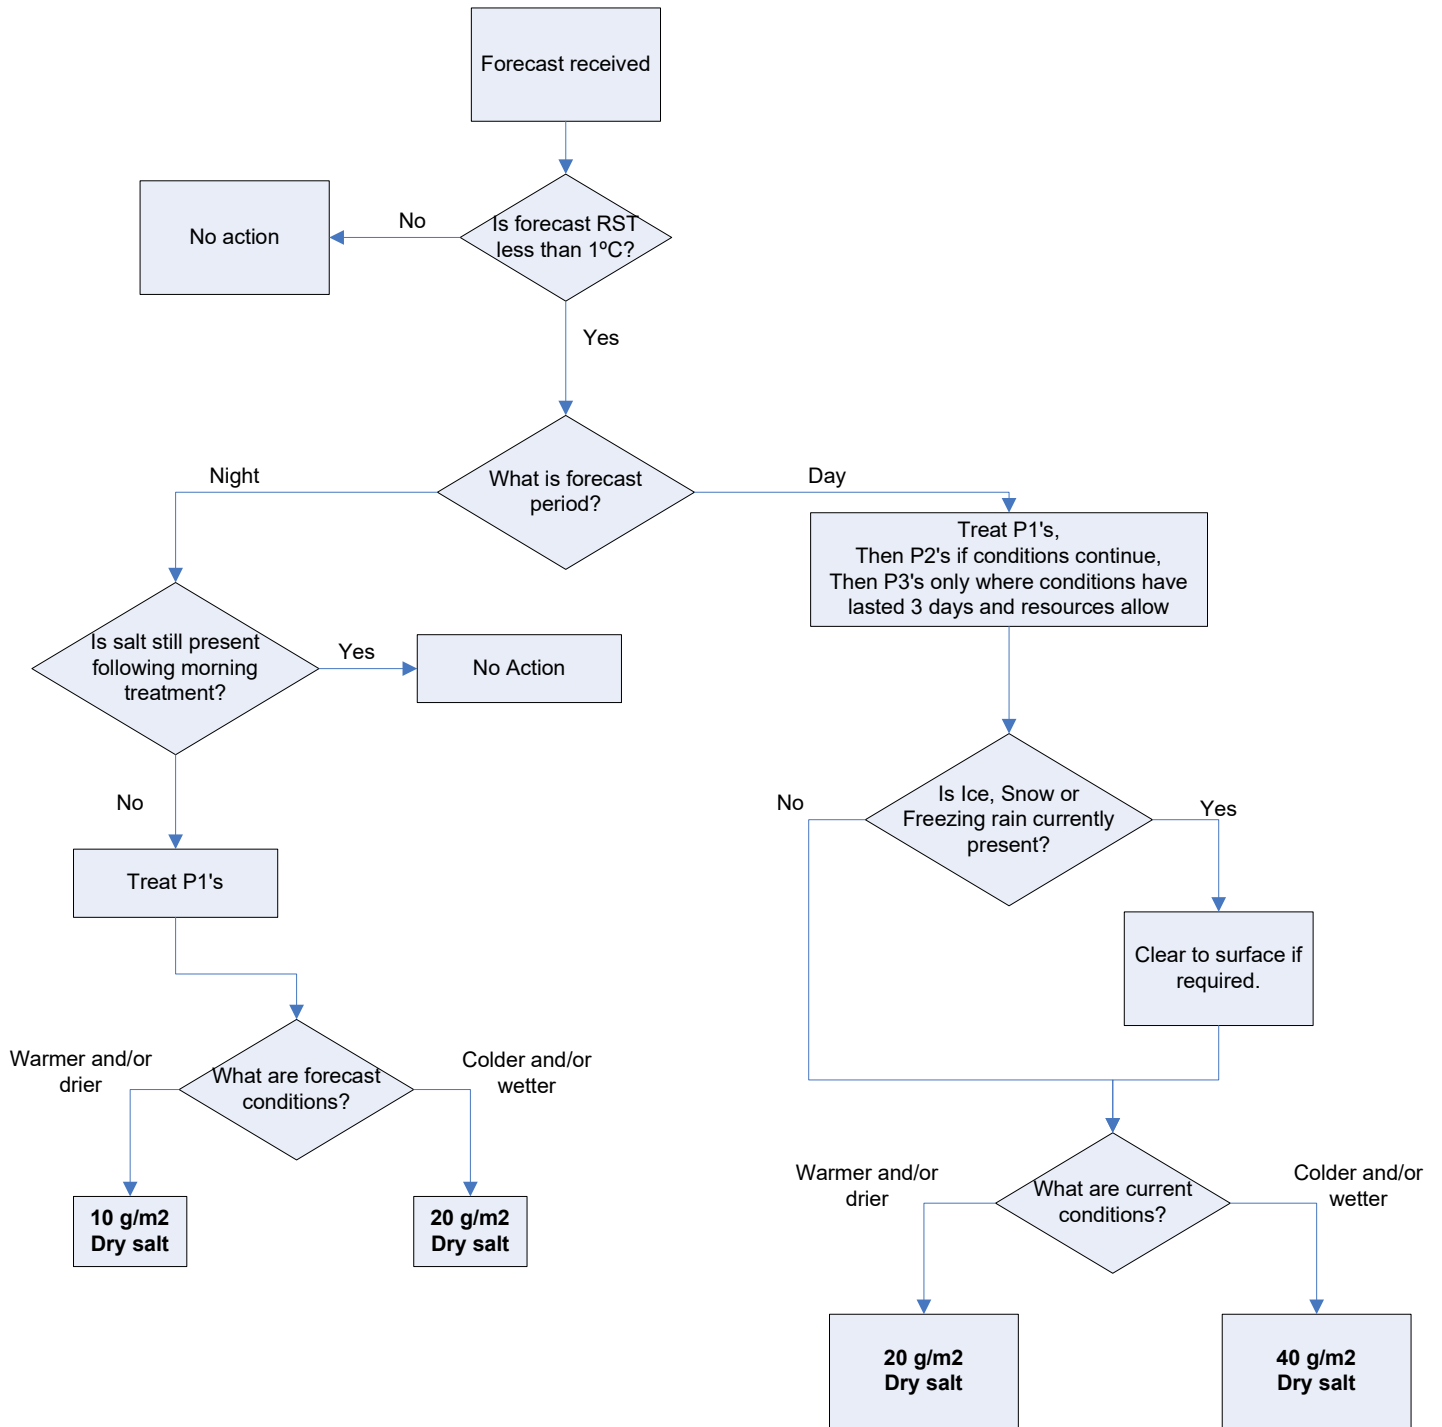 Forecast received
No action
No
Is forecast RST
less than 1ºC?
Yes
Night
What is forecast
period?
Day
Treat P1's,
Then P2's if conditions continue,
Then P3's only where conditions have
lasted 3 days and resources allow
Is salt still present
following morning
treatment?
Yes
No Action
No
Treat P1's
No
Is Ice, Snow or
Freezing rain currently
present?
Yes
Clear to surface if
required.
Warmer and/or
drier
What are forecast
conditions?
Colder and/or
wetter
10 g/m2
Dry salt
20 g/m2
Dry salt
Warmer and/or
drier
What are current
conditions?
Colder and/or
wetter
20 g/m2
Dry salt
40 g/m2
Dry salt